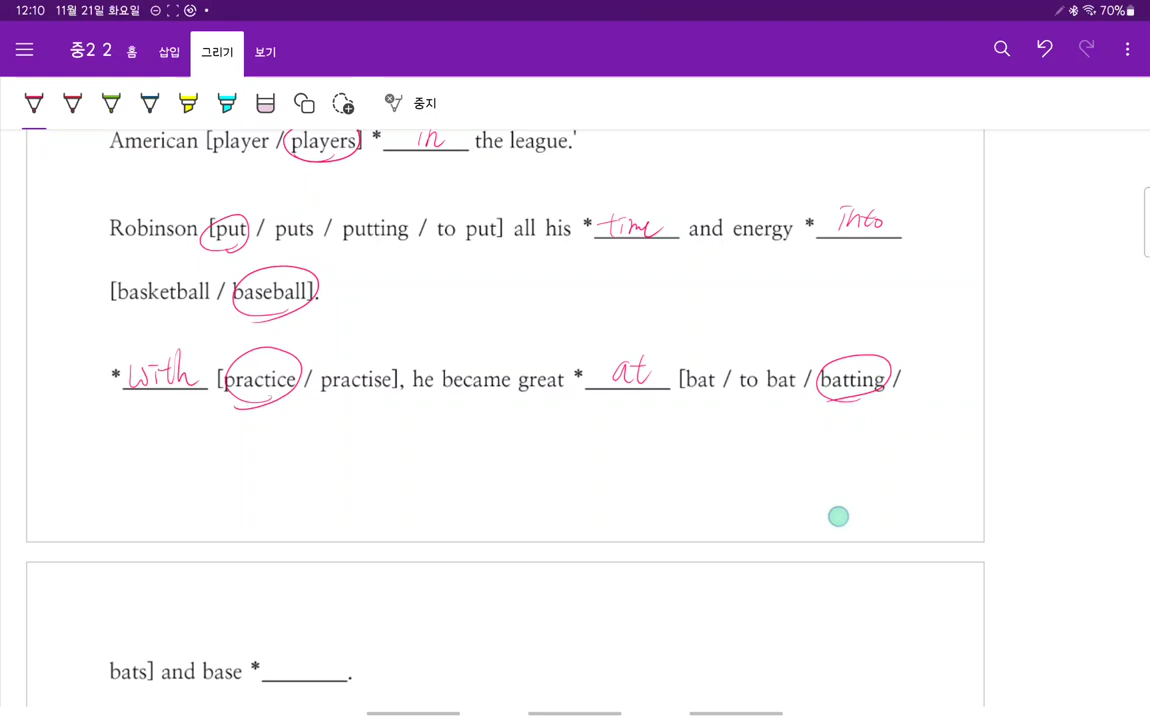 12:10 11월 21일 화요일 70%
중2 2 홈 삽입 그리기 보기
중지
American [player / players] *in the league.'
Robinson [put / puts / putting / to put] all his *time and energy *into
[basketball / baseball].
*with [practice / practise], he became great *at [bat / to bat / batting /
bats] and base *________.